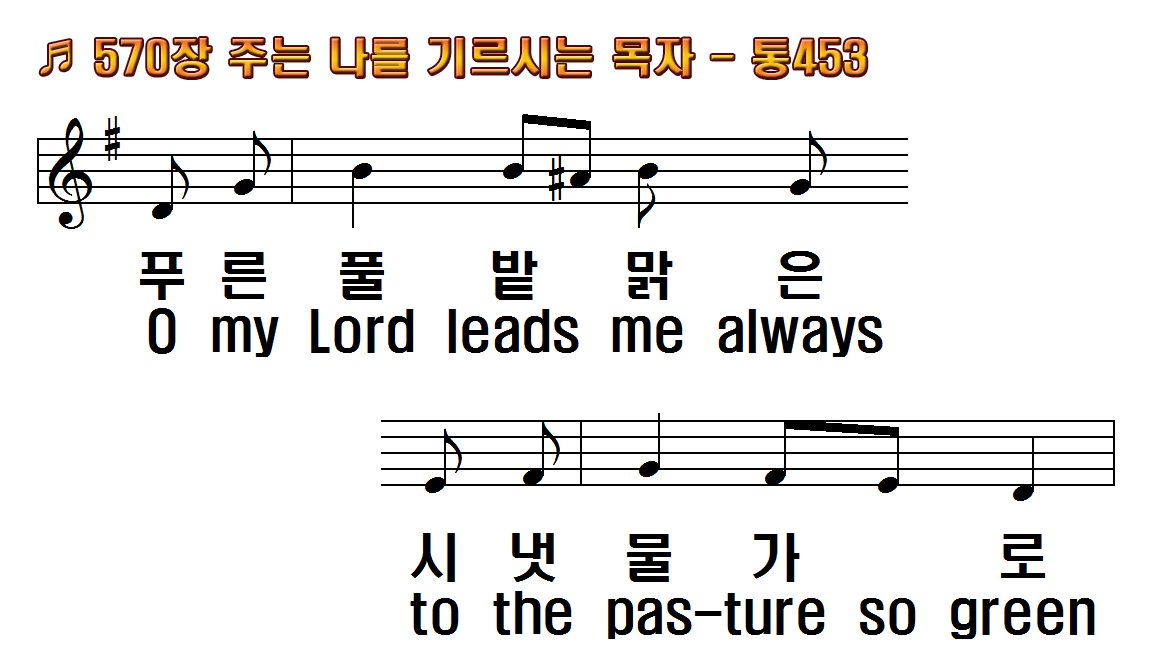 ♬ 570장 주는 나를 기르시는 목자 - 통453
푸 른 풀 밭 맑 은
O my Lord leads me always
시 냇 물 가 로
to the pas-ture so green